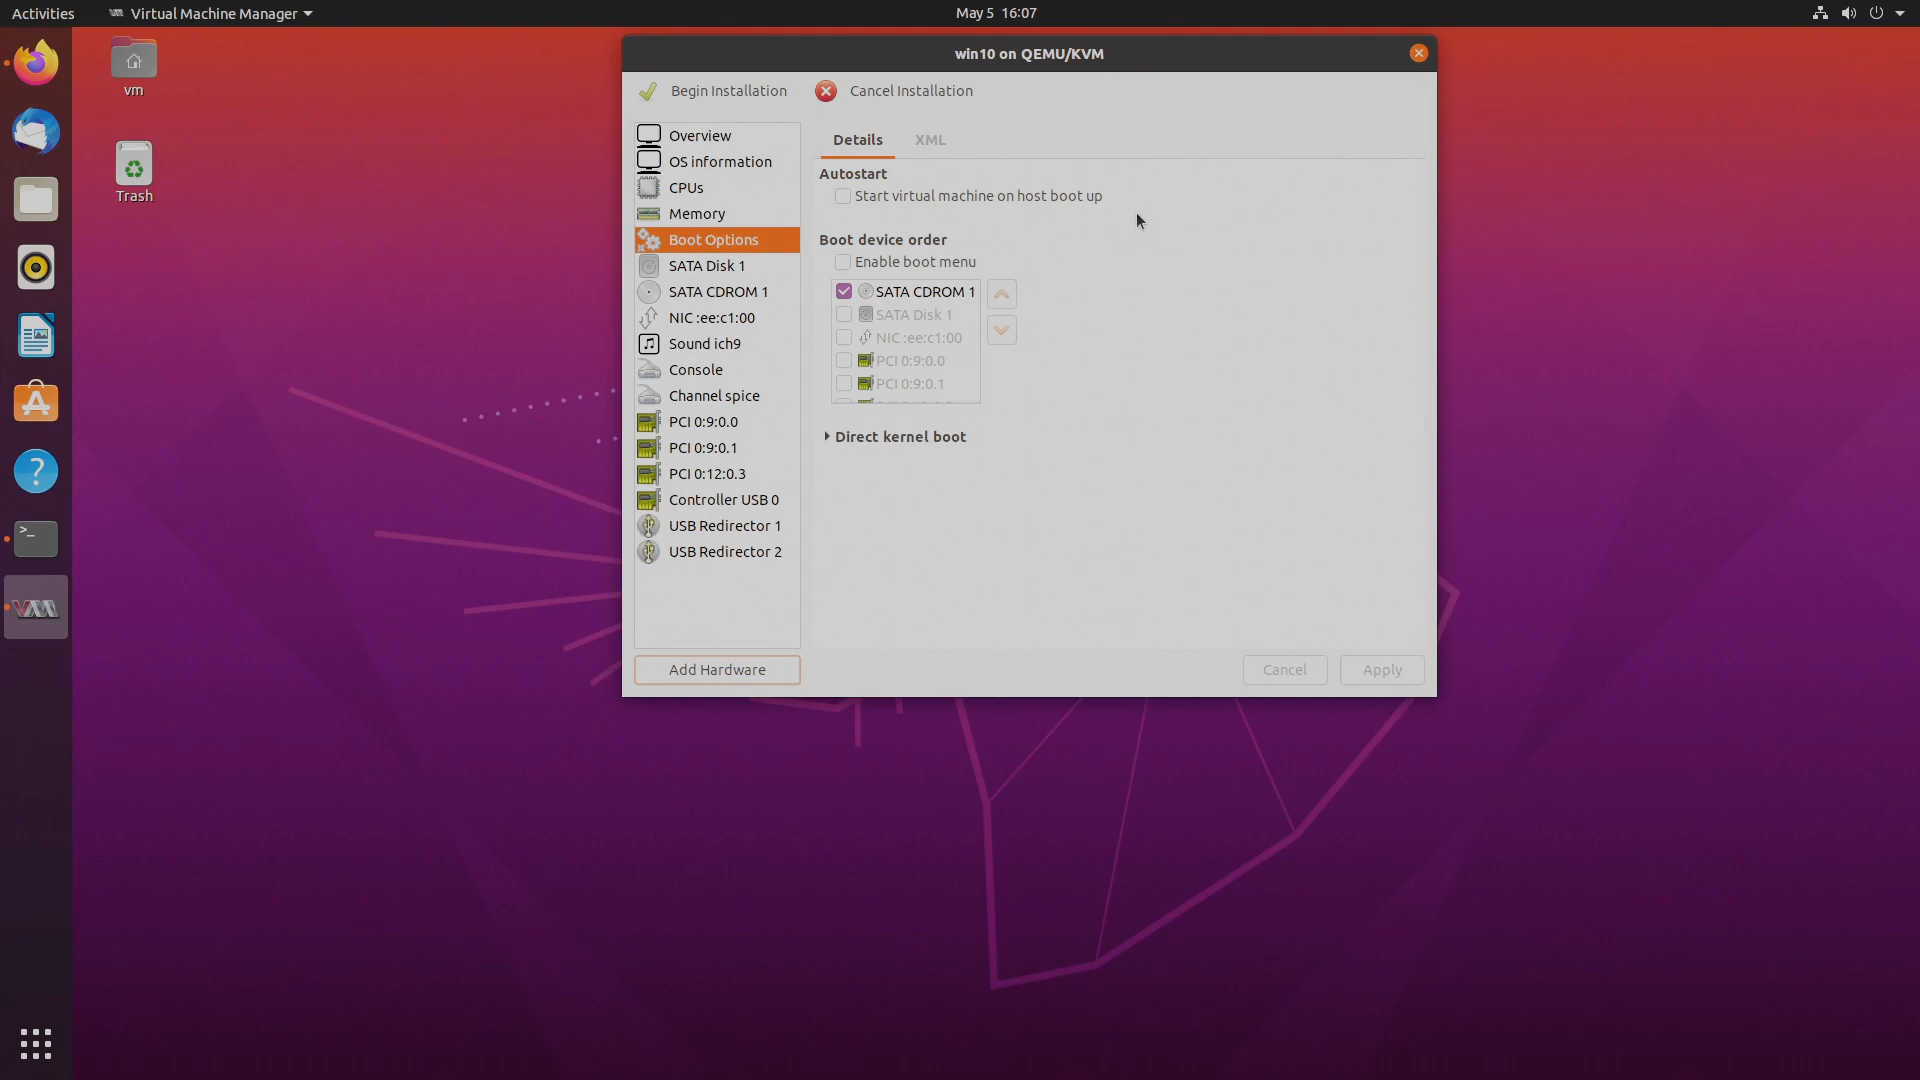 Activities
Virtual Machine Manager
May 5 16:07
vm
Trash
win10 on QEMU/KVM
Begin Installation
Cancel Installation
Overview
OS information
CPUs
Memory
Boot Options
SATA Disk 1
SATA CDROM 1
NIC :ee:c1:00
Sound ich9
Console
Channel spice
PCI 0:9:0.0
PCI 0:9:0.1
PCI 0:12:0.3
Controller USB 0
USB Redirector 1
USB Redirector 2
Add Hardware
Details
XML
Autostart
Start virtual machine on host boot up
Boot device order
Enable boot menu
SATA CDROM 1
SATA Disk 1
NIC :ee:c1:00
PCI 0:9:0.0
PCI 0:9:0.1
Direct kernel boot
Cancel
Apply